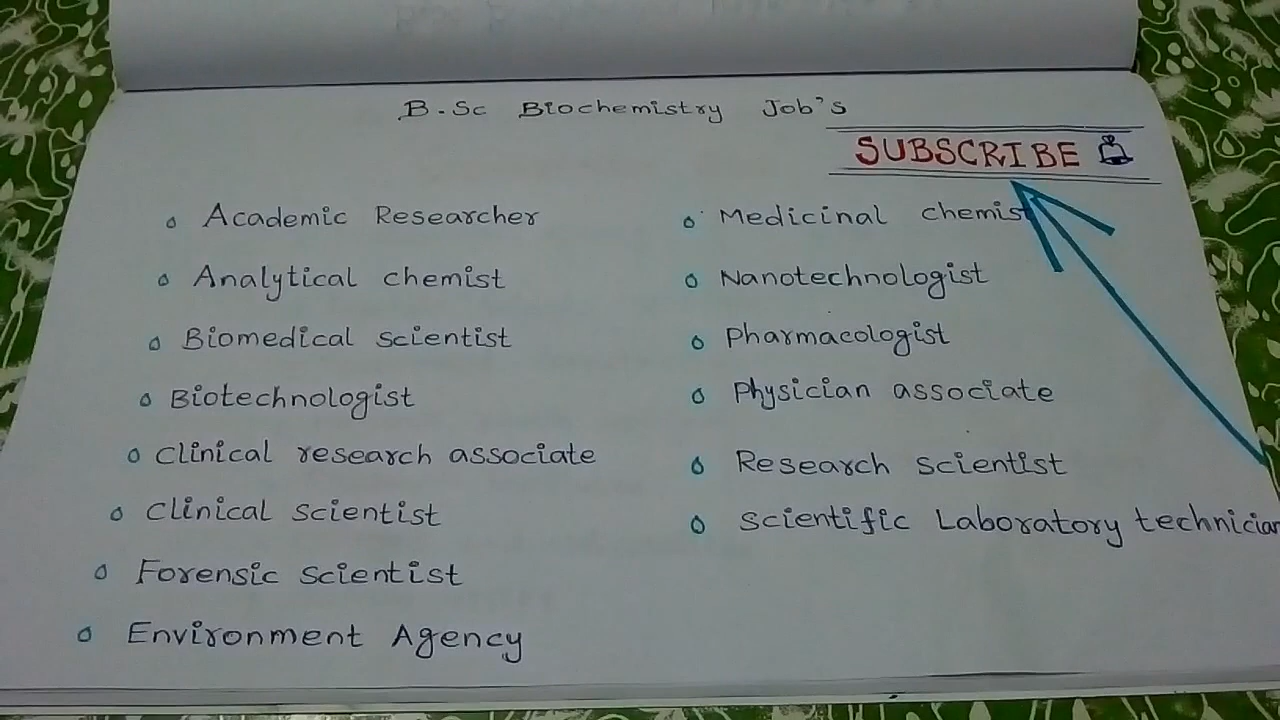 B.Sc Biochemistry Job's
SUBSCRIBE
Academic Researcher
Analytical chemist
Biomedical scientist
Biotechnologist
Clinical research associate
Clinical scientist
Forensic scientist
Environment Agency
Medicinal chemist
Nanotechnologist
Pharmacologist
Physician associate
Research scientist
Scientific Laboratory technician